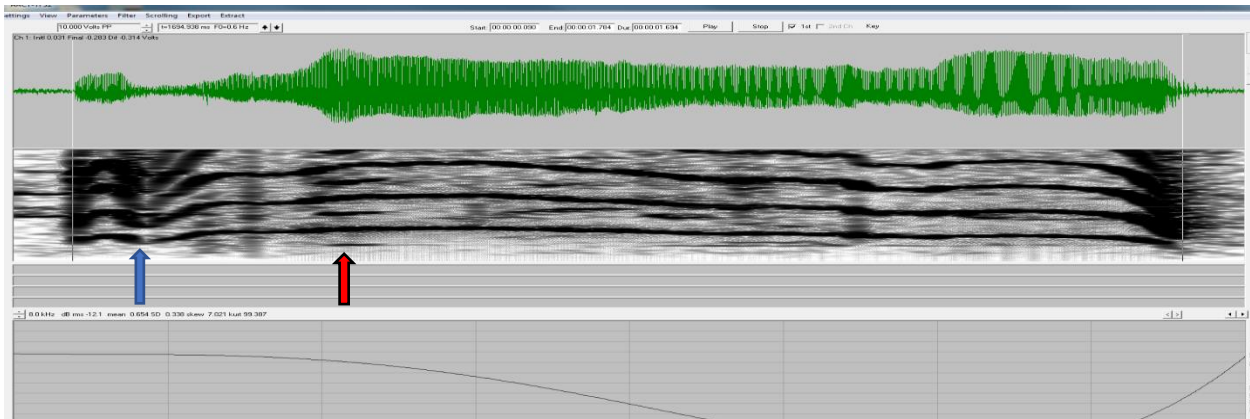 ettings View Parameters Filter Scrolling Export Extract
10.000 Volts PP t=1694.938 ms F0=0.6 Hz Start: 00:00:00.090 End: 00:00:01.784 Dur: 00:00:01.694 Play Stop 1st 2nd Ch Key
Ch 1: Initl 0.031 Final -0.283 Dif -0.314 Volts
8.0 kHz dB rms -12.1 mean 0.654 SD 0.338 skew 7.021 kurt 99.387